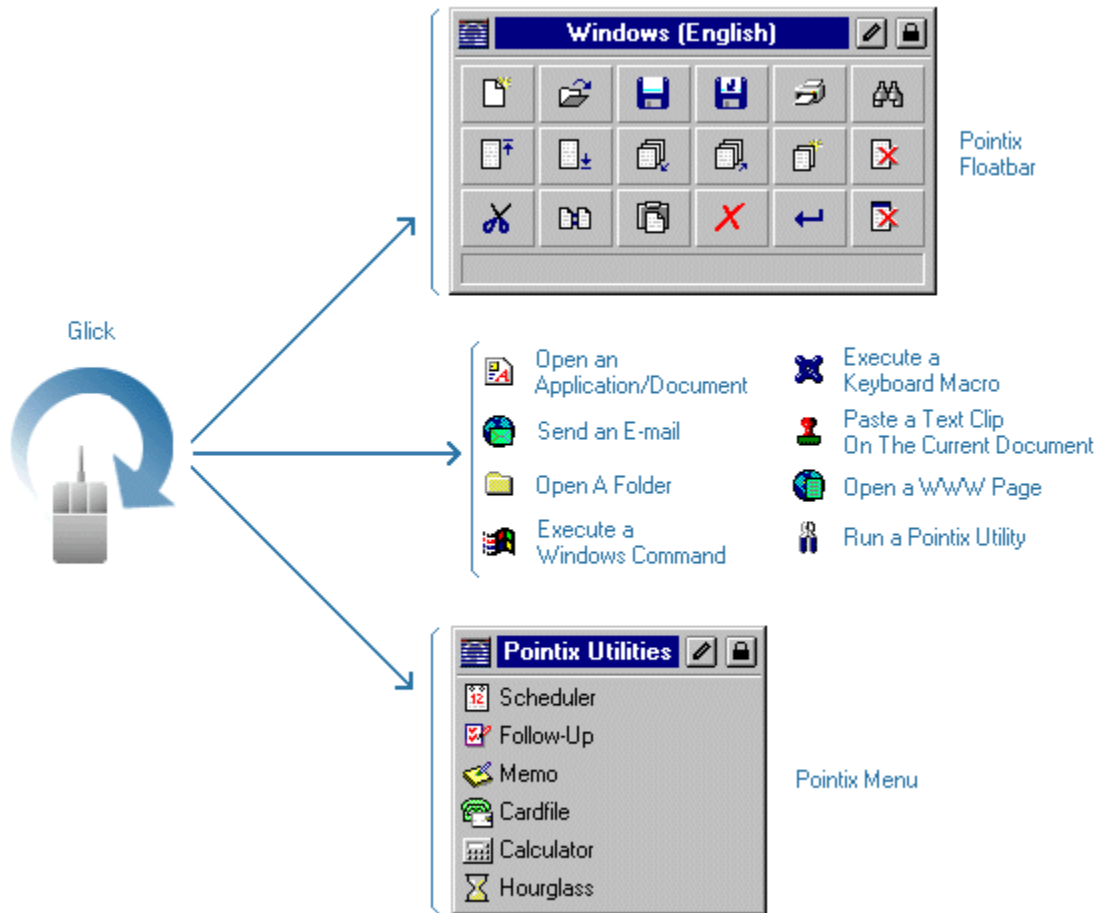 Windows (English)
Pointix
Floatbar
Glick
Open an
Application/Document
Send an E-mail
Open A Folder
Execute a
Windows Command
Execute a
Keyboard Macro
Paste a Text Clip
On The Current Document
Open a WWW Page
Run a Pointix Utility
Pointix Utilities
12 Scheduler
Follow-Up
Memo
Cardfile
Calculator
Hourglass
Pointix Menu